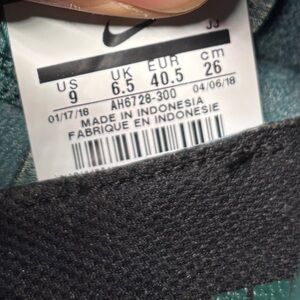 JJ
US UK EUR cm
9 6.5 40.5 26
01/17/18 AH6728-300 04/06/18
MADE IN INDONESIA
FABRIQUE EN INDONESIE